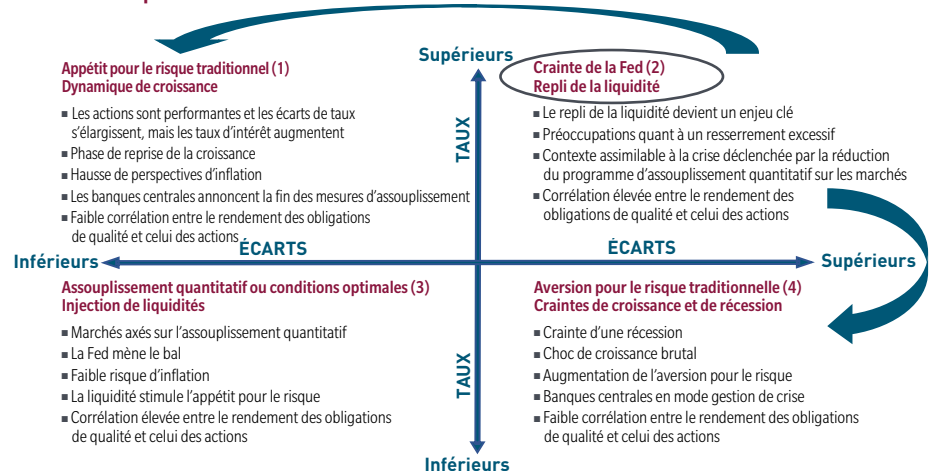 Supérieurs
Appétit pour le risque traditionnel (1)
Dynamique de croissance
■ Les actions sont performantes et les écarts de taux
s'élargissent, mais les taux d'intérêt augmentent
■ Phase de reprise de la croissance
■ Hausse de perspectives d'inflation
■ Les banques centrales annoncent la fin des mesures d'assouplissement
■ Faible corrélation entre le rendement des obligations
de qualité et celui des actions
TAUX
Crainte de la Fed (2)
Repli de la liquidité
■ Le repli de la liquidité devient un enjeu clé
■ Préoccupations quant à un resserrement excessif
■ Contexte assimilable à la crise déclenchée par la réduction
du programme d'assouplissement quantitatif sur les marchés
■ Corrélation élevée entre le rendement des
obligations de qualité et celui des actions
Inférieurs
ÉCARTS
ÉCARTS
Supérieurs
Assouplissement quantitatif ou conditions optimales (3)
Injection de liquidités
■ Marchés axés sur l'assouplissement quantitatif
■ La Fed mène le bal
■ Faible risque d'inflation
■ La liquidité stimule l'appétit pour le risque
■ Corrélation élevée entre le rendement des obligations
de qualité et celui des actions
TAUX
Aversion pour le risque traditionnelle (4)
Craintes de croissance et de récession
■ Crainte d'une récession
■ Choc de croissance brutal
■ Augmentation de l'aversion pour le risque
■ Banques centrales en mode gestion de crise
■ Faible corrélation entre le rendement des obligations
de qualité et celui des actions
Inférieurs